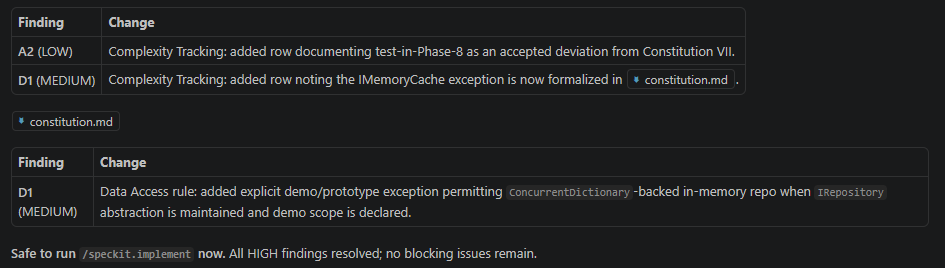 Finding Change
A2 (LOW) Complexity Tracking: added row documenting test-in-Phase-8 as an accepted deviation from Constitution VII.
D1 (MEDIUM) Complexity Tracking: added row noting the IMemoryCache exception is now formalized in constitution.md.
constitution.md
Finding Change
D1 Data Access rule: added explicit demo/prototype exception permitting ConcurrentDictionary-backed in-memory repo when IRepository
(MEDIUM) abstraction is maintained and demo scope is declared.
Safe to run /speckit.implement now. All HIGH findings resolved; no blocking issues remain.